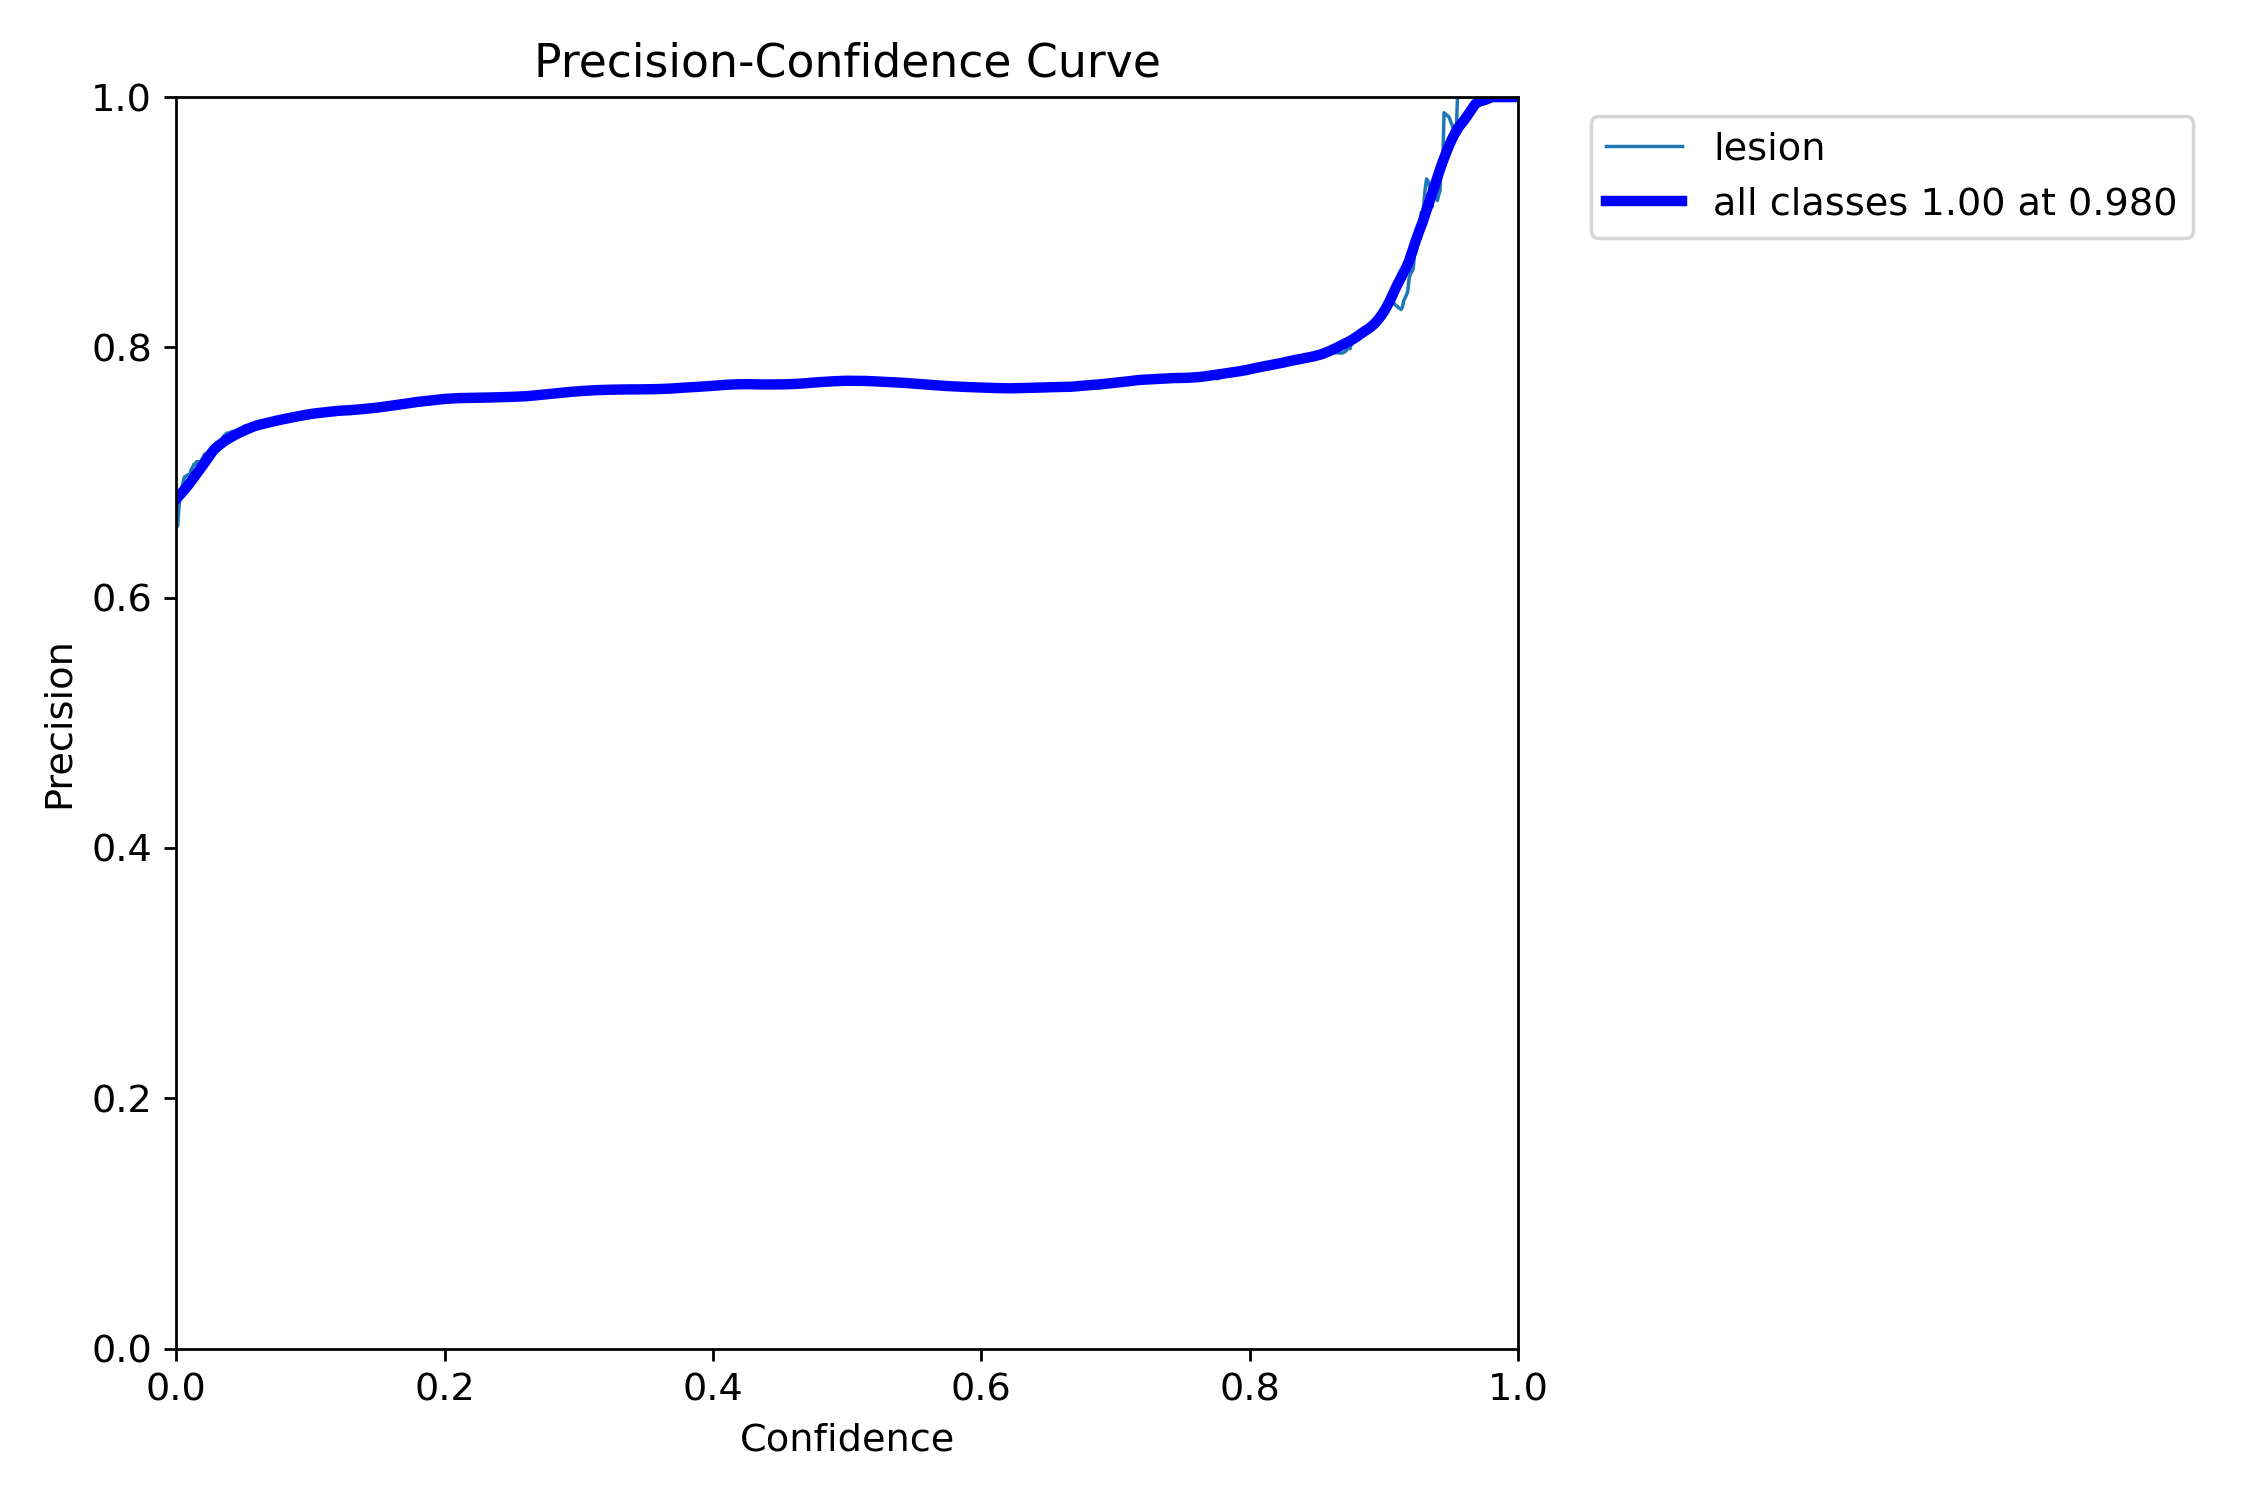 Precision-Confidence Curve
1.0
0.8
0.6
0.4
0.2
0.0
Precision
0.0 0.2 0.4 0.6 0.8 1.0
Confidence
lesion
all classes 1.00 at 0.980